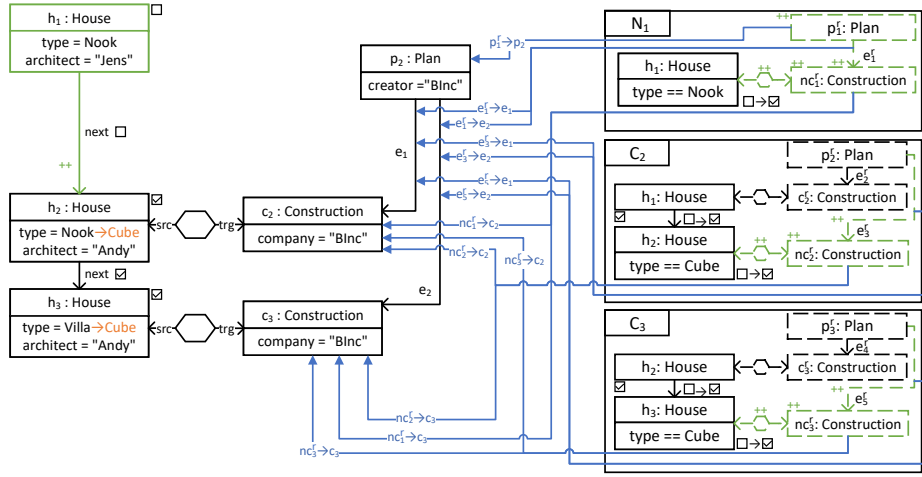 h₁ : House
type = Nook
architect = "Jens"
next
++
h₂ : House
type = Nook→Cube
architect = "Andy"
next
h₃ : House
type = Villa→Cube
architect = "Andy"
src
trg
src
trg
p₂ : Plan
creator ="BInc"
e₁
e₂
c₂ : Construction
company = "BInc"
c₃ : Construction
company = "BInc"
p₁ʳ→p₂
e₁ʳ→e₁
e₁ʳ→e₂
e₃ʳ→e₁
e₃ʳ→e₂
e₅ʳ→e₁
e₅ʳ→e₂
nc₁ʳ→c₂
nc₃ʳ→c₂
nc₂ʳ→c₂
nc₂ʳ→c₃
nc₁ʳ→c₃
nc₃ʳ→c₃
N₁
++
p₁ʳ: Plan
++
e₁ʳ
h₁: House
type == Nook
++
++
nc₁ʳ: Construction
□→☑
C₂
p₂ʳ: Plan
e₂ʳ
h₁: House
c₂ʳ: Construction
□→☑
++
e₃ʳ
h₂: House
type == Cube
++
++
nc₂ʳ: Construction
□→☑
C₃
p₃ʳ: Plan
e₄ʳ
h₂: House
c₃ʳ: Construction
□→☑
++
e₅ʳ
h₃: House
type == Cube
++
++
nc₃ʳ: Construction
□→☑